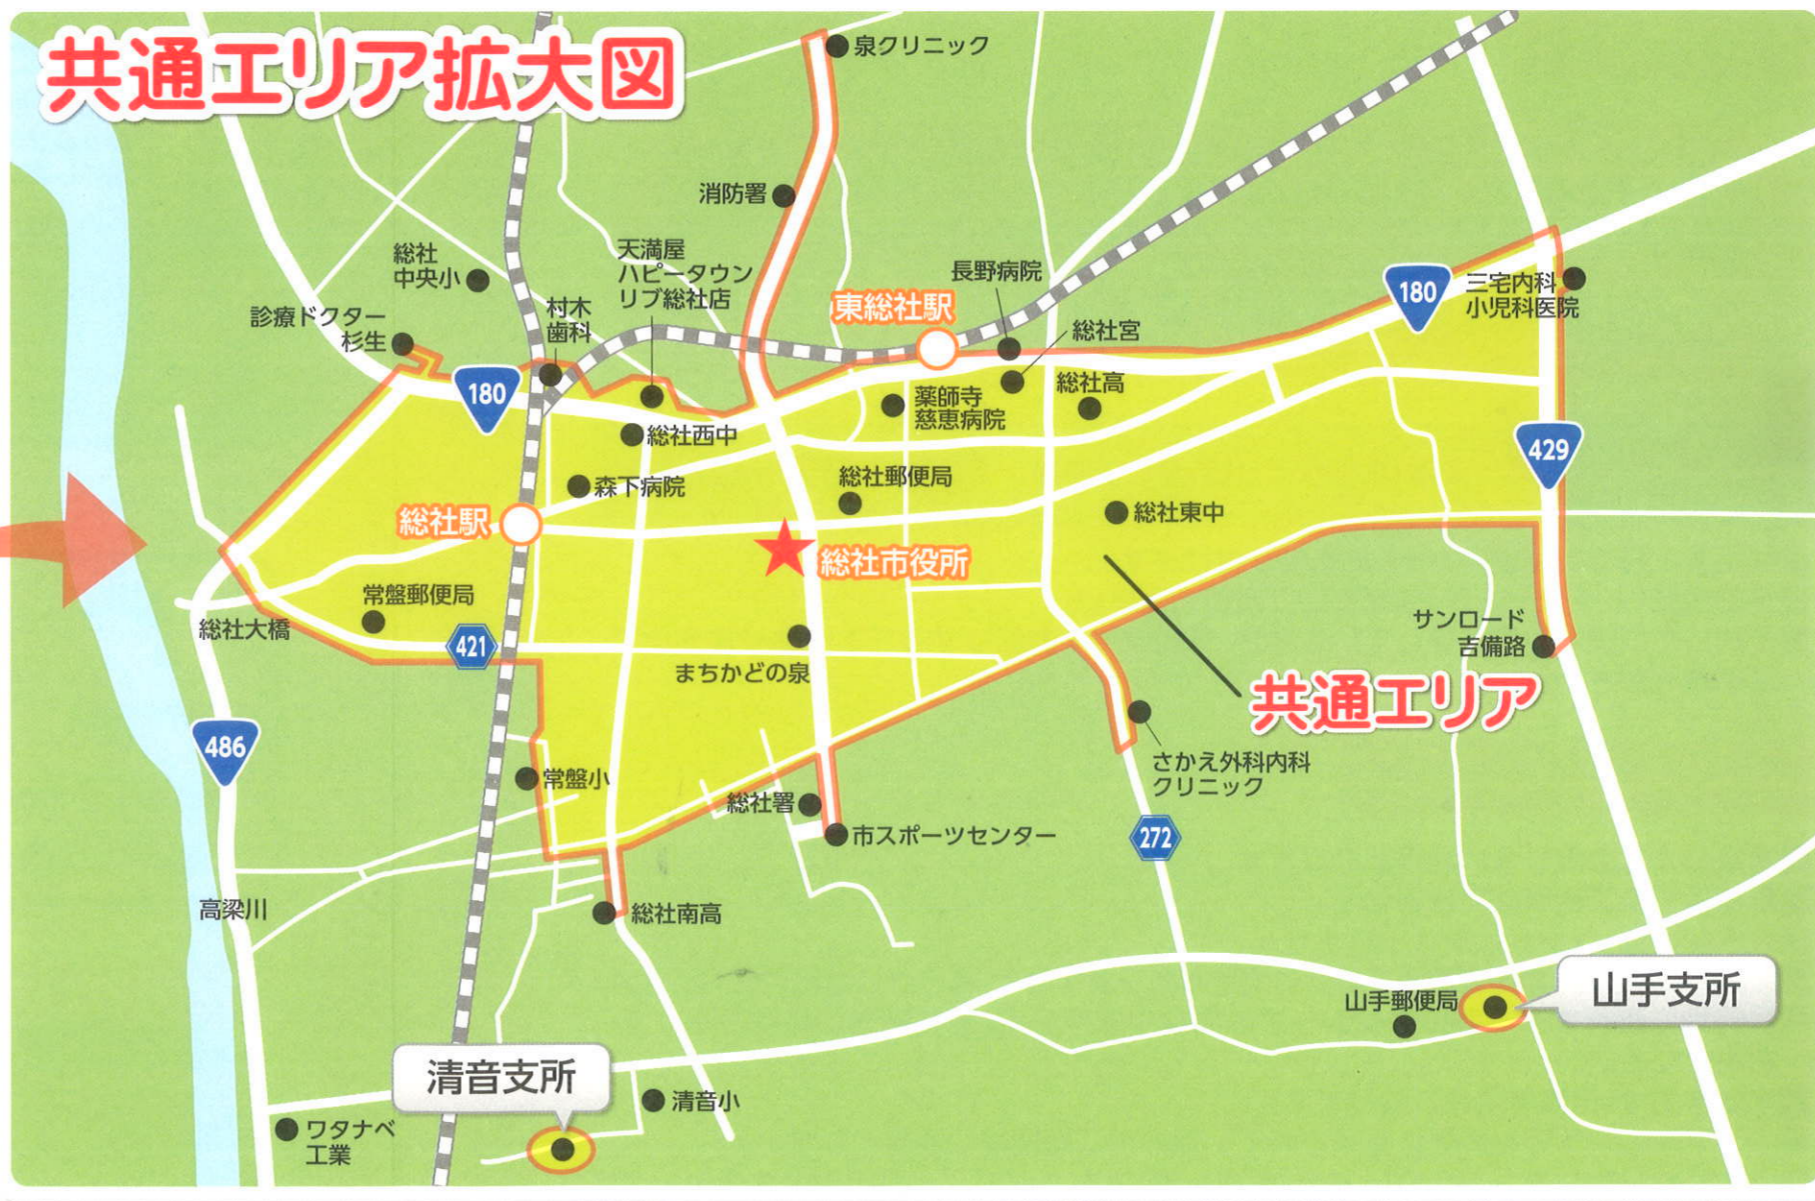 共通エリア拡大図
泉クリニック
消防署
総社
中央小
天満屋
ハピータウン
リブ総社店
長野病院
180
三宅内科
小児科医院
東総社駅
村木
歯科
診療ドクター
杉生
総社宮
総社高
180
薬師寺
慈恵病院
総社西中
429
森下病院
総社郵便局
総社駅
総社東中
総社市役所
常盤郵便局
総社大橋
サンロード
吉備路
421
まちかどの泉
共通エリア
486
さかえ外科内科
クリニック
常盤小
総社署
市スポーツセンター
272
高梁川
総社南高
山手支所
山手郵便局
清音支所
清音小
ワタナベ
工業